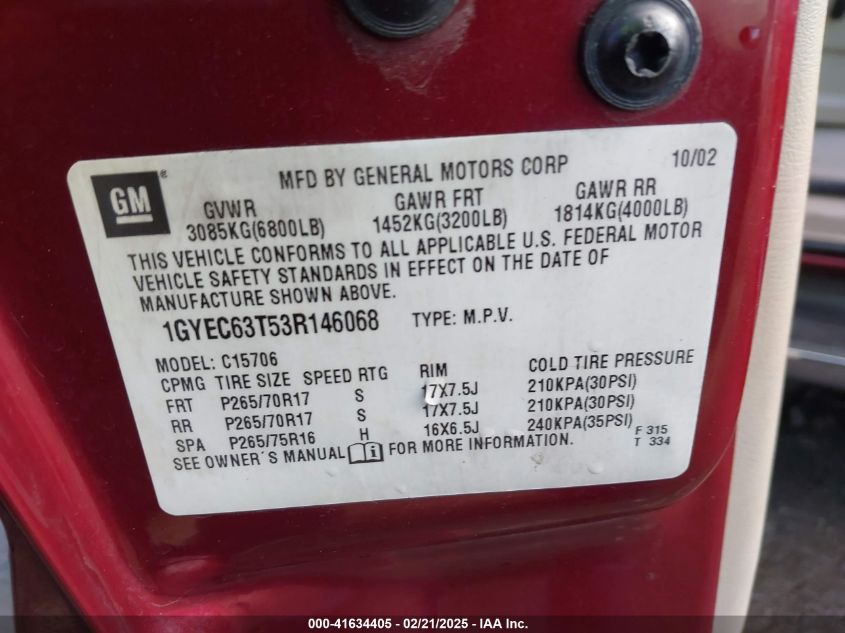 GM ® MFD BY GENERAL MOTORS CORP 10/02
GVWR GAWR FRT GAWR RR
3085KG(6800LB) 1452KG(3200LB) 1814KG(4000LB)
THIS VEHICLE CONFORMS TO ALL APPLICABLE U.S. FEDERAL MOTOR
VEHICLE SAFETY STANDARDS IN EFFECT ON THE DATE OF
MANUFACTURE SHOWN ABOVE.
1GYEC63T53R146068 TYPE: M.P.V.
MODEL: C15706
CPMG TIRE SIZE SPEED RTG RIM COLD TIRE PRESSURE
FRT P265/70R17 S 17X7.5J 210KPA(30PSI)
RR P265/70R17 S 17X7.5J 210KPA(30PSI)
SPA P265/75R16 H 16X6.5J 240KPA(35PSI) F 315
SEE OWNER'S MANUAL i FOR MORE INFORMATION. T 334
000-41634405 - 02/21/2025 - IAA Inc.